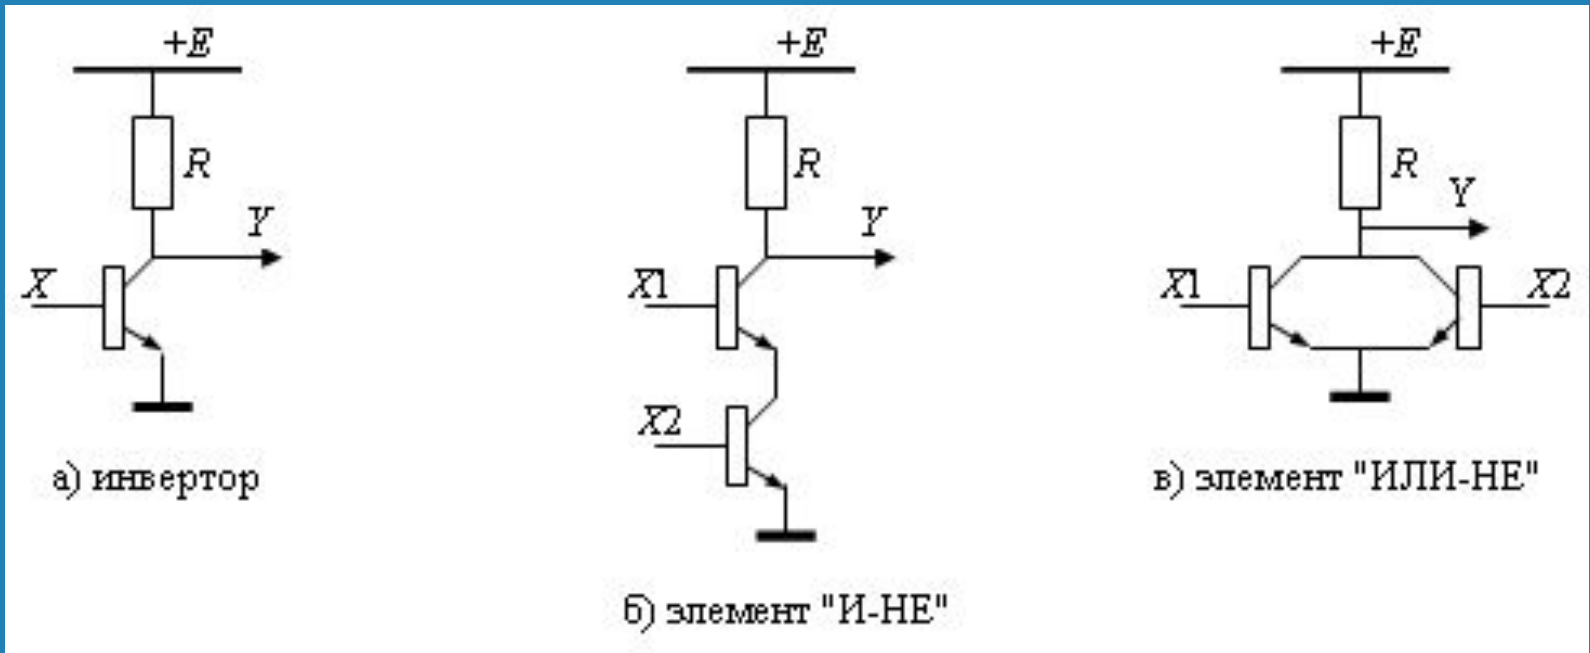 +E
R
Y
X
а) инвертор
+E
R
Y
X1
X2
б) элемент "И-НЕ"
+E
R
Y
X1
X2
в) элемент "ИЛИ-НЕ"